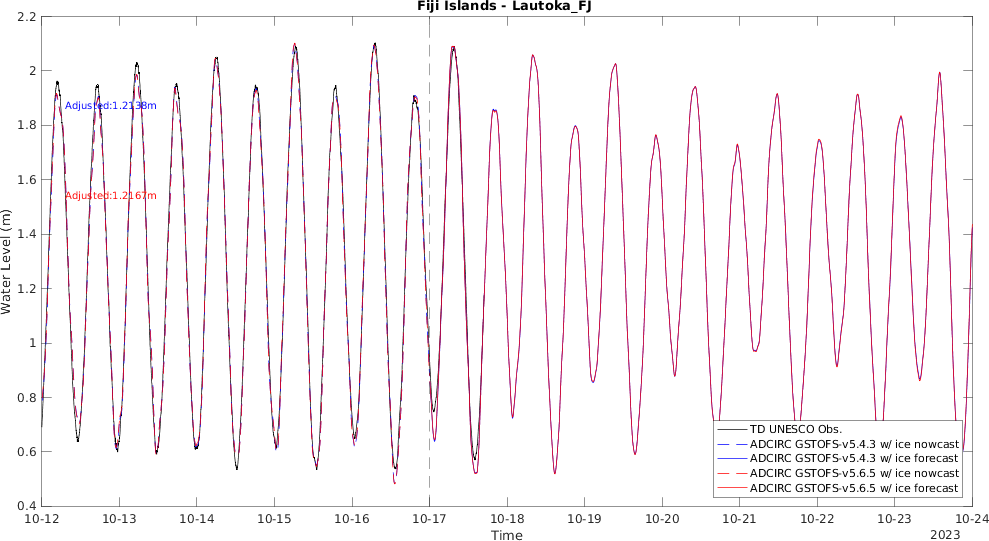 Fiji Islands - Lautoka_FJ
2.2
2
1.8
1.6
1.4
1.2
1
0.8
0.6
0.4
Water Level (m)
Adjusted:1.2138m
Adjusted:1.2167m
TD UNESCO Obs.
ADCIRC GSTOFS-v5.4.3 w/ ice nowcast
ADCIRC GSTOFS-v5.4.3 w/ ice forecast
ADCIRC GSTOFS-v5.6.5 w/ ice nowcast
ADCIRC GSTOFS-v5.6.5 w/ ice forecast
10-12 10-13 10-14 10-15 10-16 10-17 10-18 10-19 10-20 10-21 10-22 10-23 10-24
Time
2023